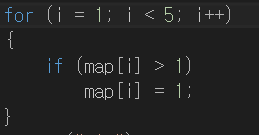 for (i = 1; i < 5; i++)
{
    if (map[i] > 1)
        map[i] = 1;
}